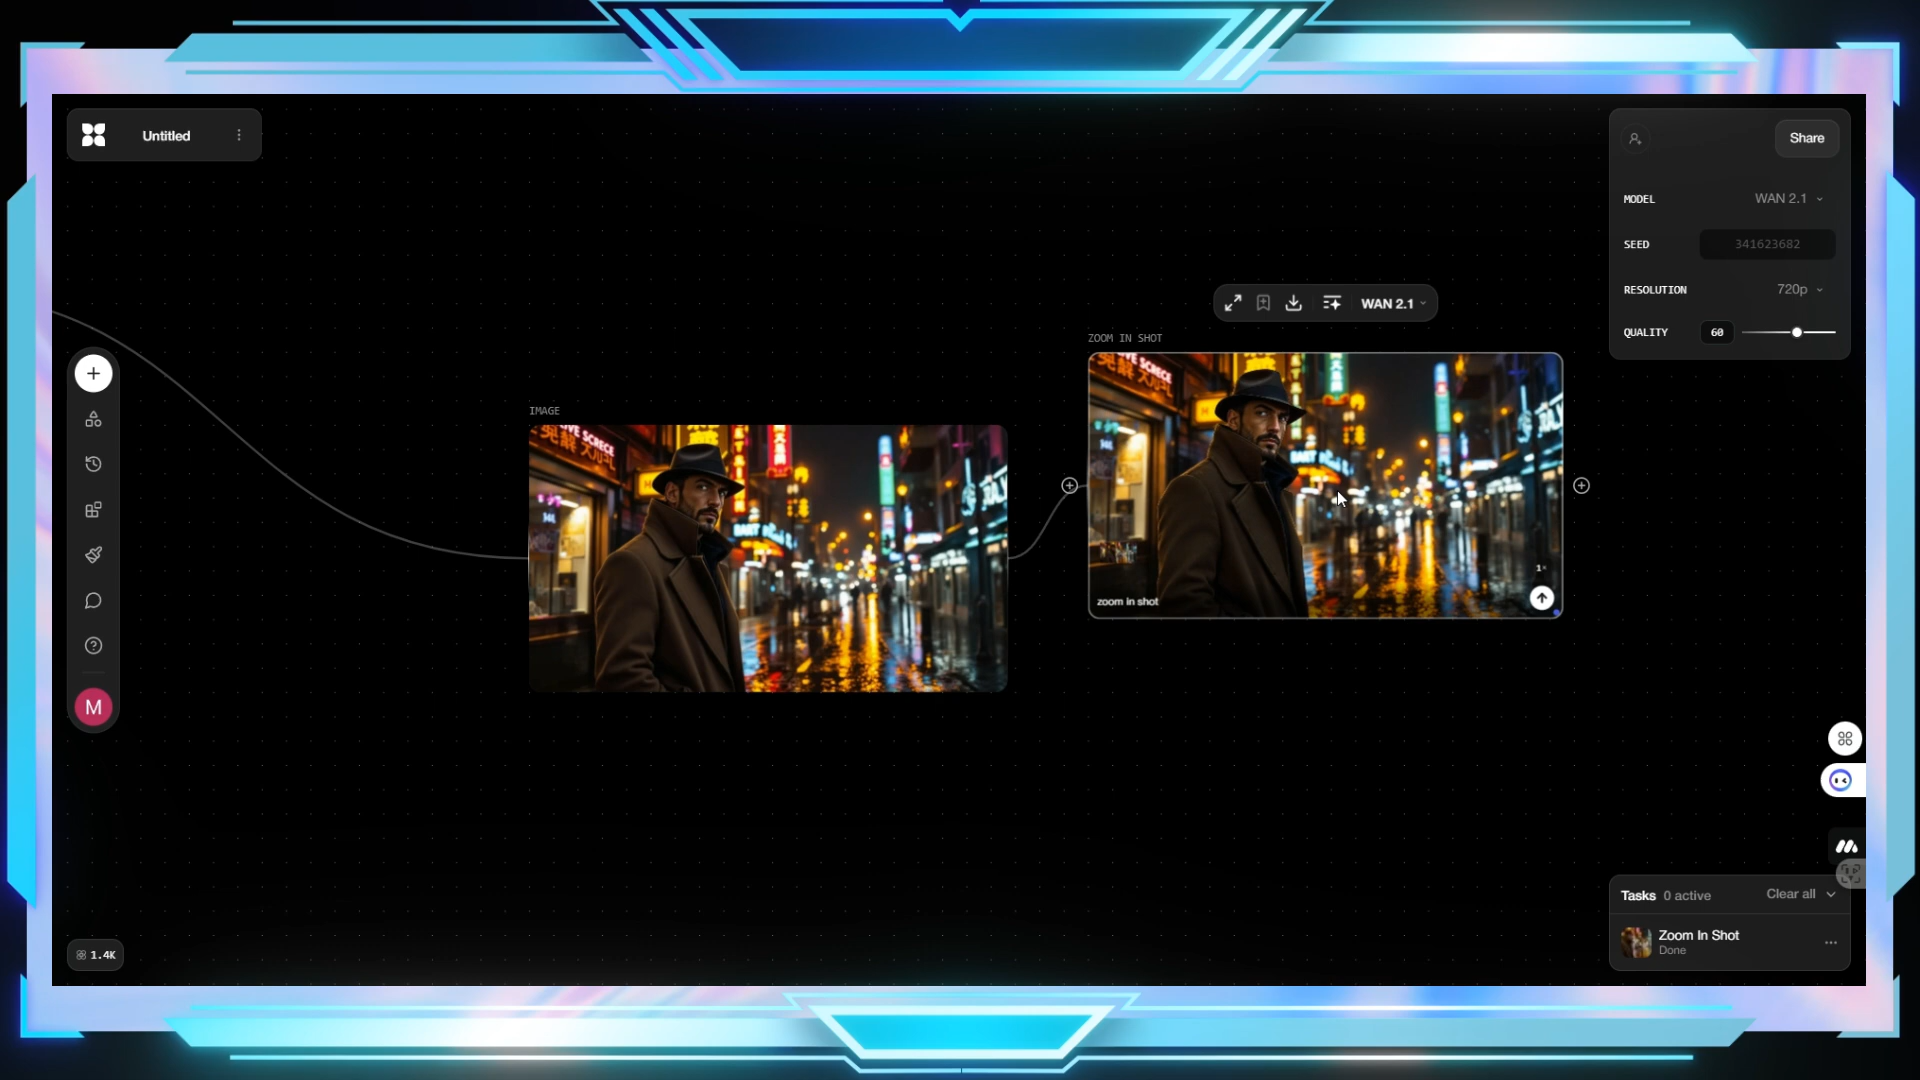 Untitled
Share
MODEL
WAN 2.1
SEED
341623682
RESOLUTION
720p
QUALITY
60
WAN 2.1
ZOOM IN SHOT
zoom in shot
1×
IMAGE
M
1.4K
Tasks 0 active
Clear all
Zoom In Shot
Done